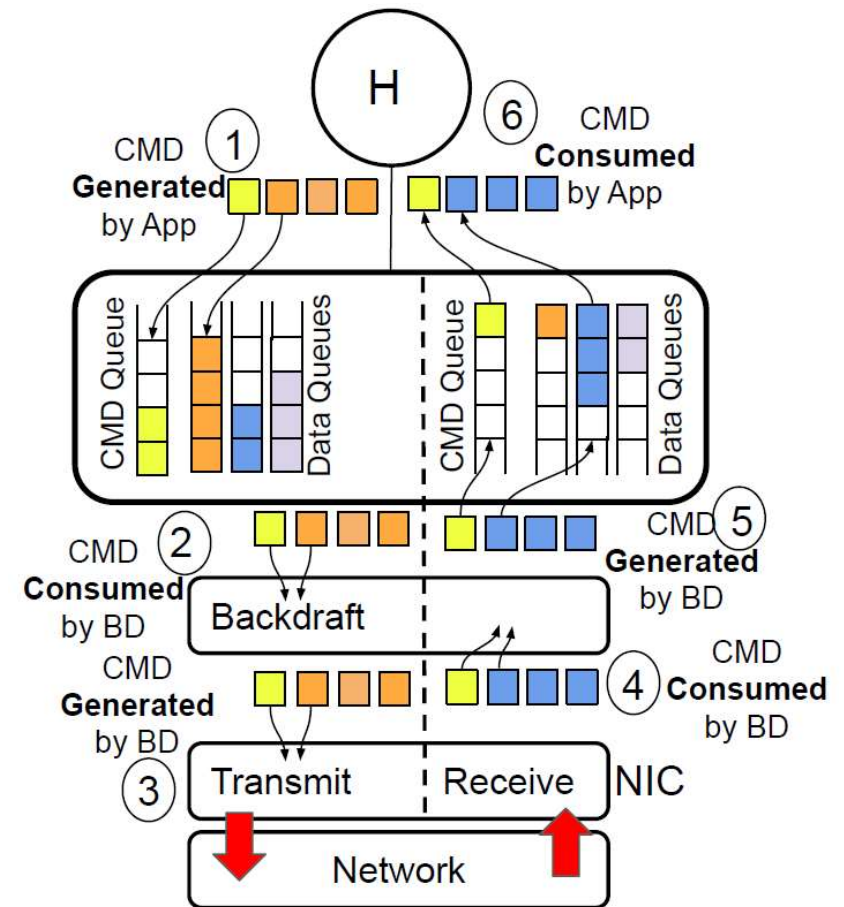 H
1
CMD
Generated
by App
6
CMD
Consumed
by App
CMD Queue
Data Queues
CMD Queue
Data Queues
2
CMD
Consumed
by BD
CMD
5
Generated
by BD
Backdraft
CMD
Generated
by BD
3
4
CMD
Consumed
by BD
Transmit
Receive
NIC
Network